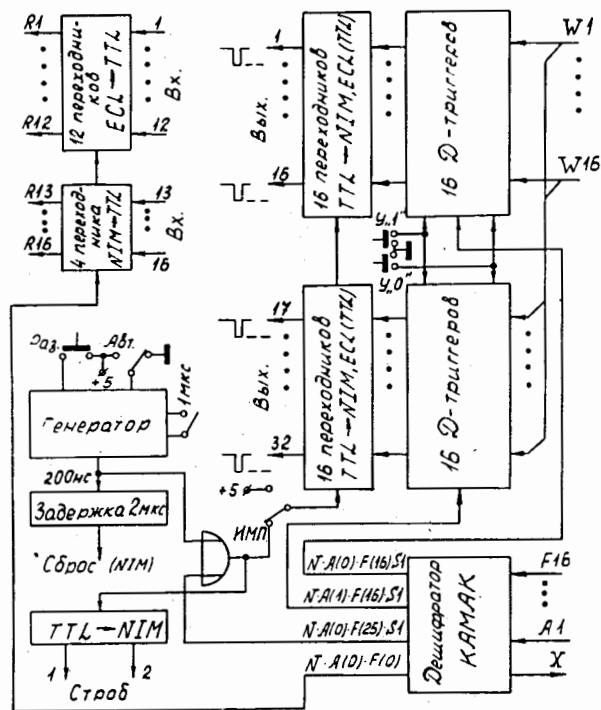 R1
R12
12 переходников
ECL→TTL
1
12
Вх.
R13
R16
4 переходника
NIM→TTL
13
16
Вх.
1
16
Вых.
16 переходников
TTL→NIM,ECL(TTL)
16 D-триггеров
W1
W16
У„1"
У„0"
17
32
Вых.
16 переходников
TTL→NIM,ECL(TTL)
16 D-триггеров
Раз.
Авт.
+5
1мкс
Генератор
200нс
Задержка 2мкс
"Сброс" (NIM)
+5
ИМП.
TTL→NIM
1
2
Строб
N·A(0)·F(16)·S1
N·A(1)·F(16)·S1
N·A(0)·F(25)·S1
N·A(0)·F(0)
Дешифратор
КАМАК
F16
A1
X